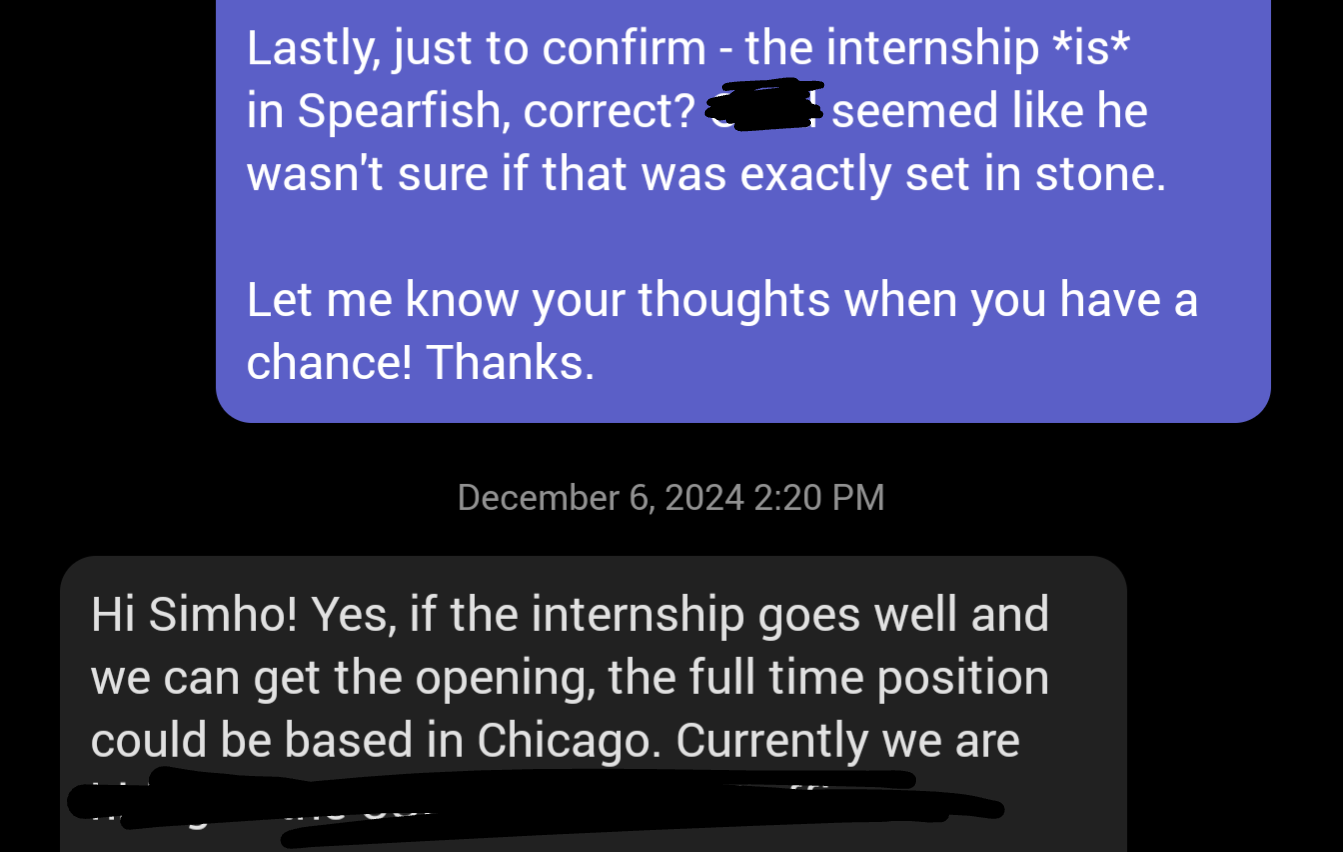 Lastly, just to confirm - the internship *is*
in Spearfish, correct? seemed like he
wasn't sure if that was exactly set in stone.
Let me know your thoughts when you have a
chance! Thanks.
December 6, 2024 2:20 PM
Hi Simho! Yes, if the internship goes well and
we can get the opening, the full time position
could be based in Chicago. Currently we are